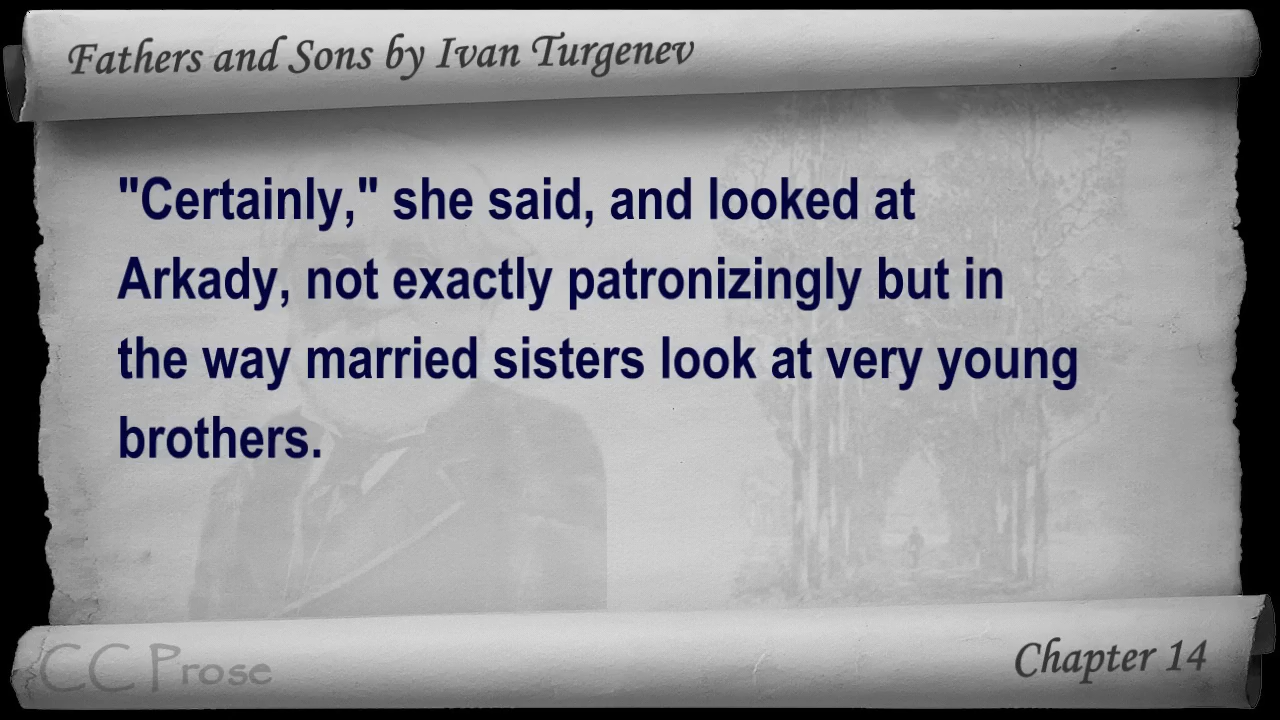 Fathers and Sons by Ivan Turgenev
"Certainly," she said, and looked at
Arkady, not exactly patronizingly but in
the way married sisters look at very young
brothers.
CC Prose
Chapter 14